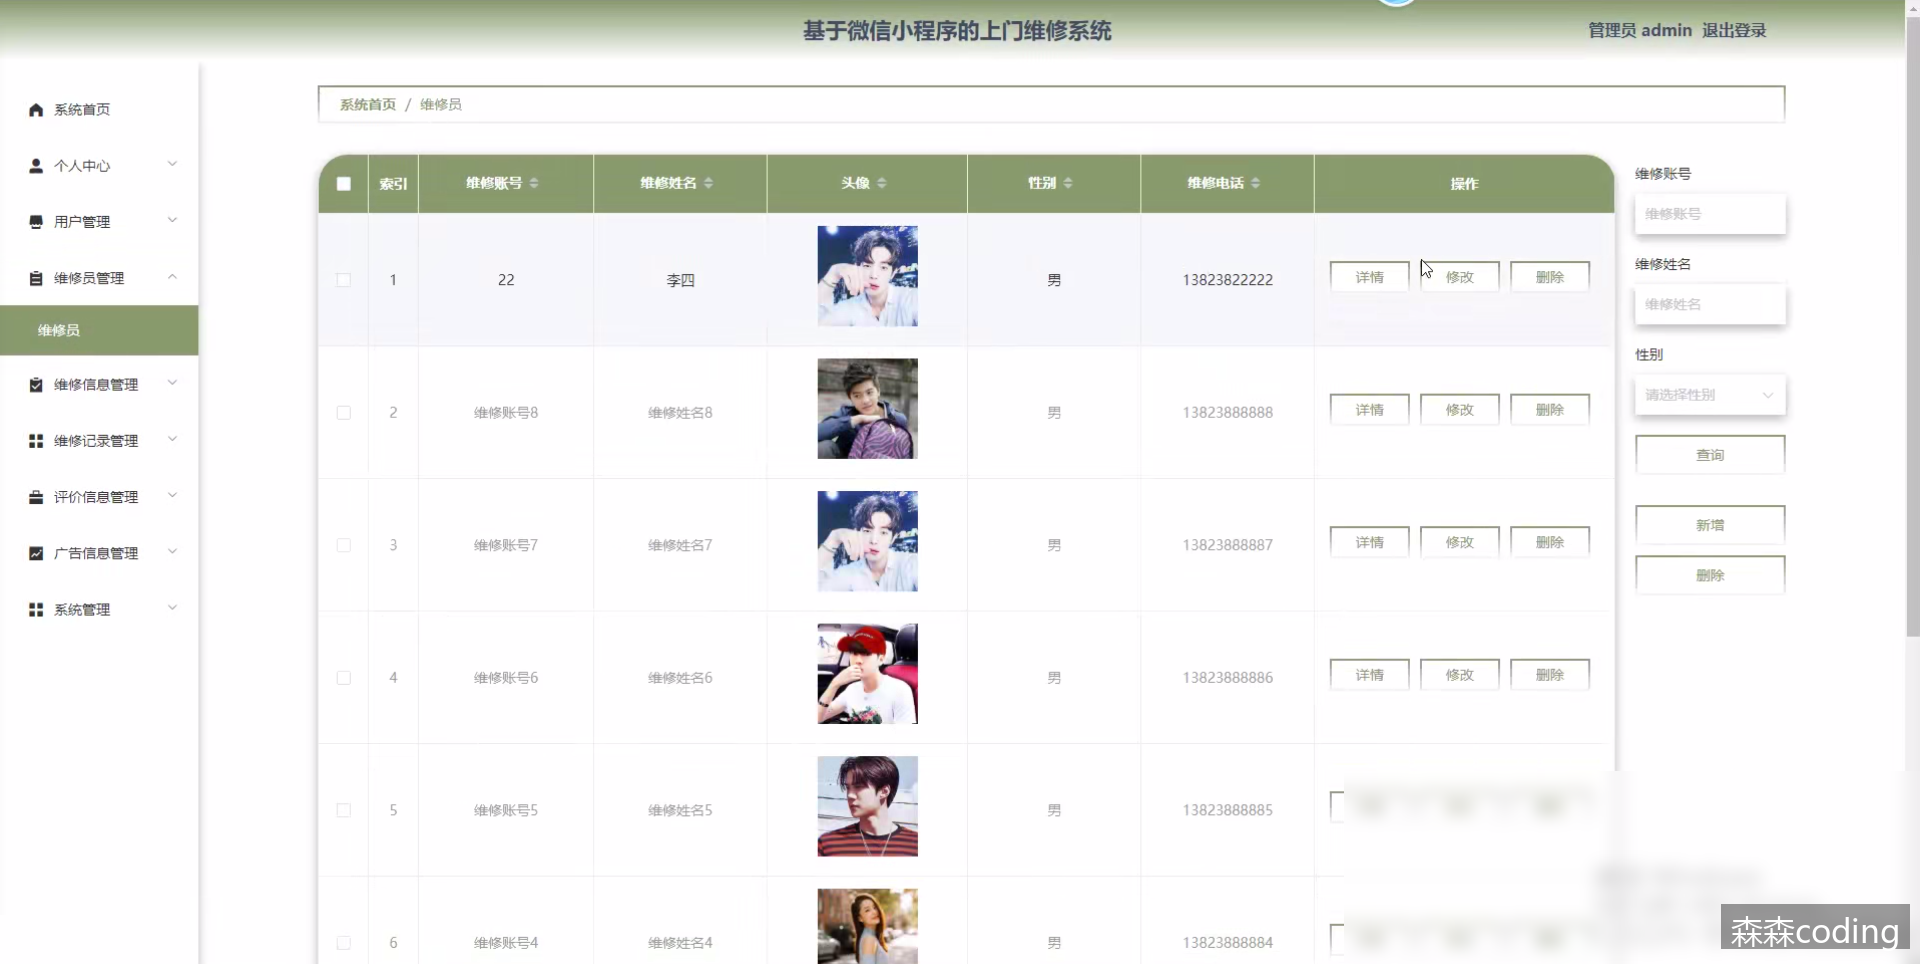 基于微信小程序的上门维修系统
管理员 admin 退出登录
系统首页
个人中心
用户管理
维修员管理
维修员
维修信息管理
维修记录管理
评价信息管理
广告信息管理
系统管理
系统首页 / 维修员
索引 维修账号 维修姓名 头像 性别 维修电话 操作
1 22 李四 男 13823822222 详情 修改 删除
2 维修账号8 维修姓名8 男 13823888888 详情 修改 删除
3 维修账号7 维修姓名7 男 13823888887 详情 修改 删除
4 维修账号6 维修姓名6 男 13823888886 详情 修改 删除
5 维修账号5 维修姓名5 男 13823888885
6 维修账号4 维修姓名4 男 13823888884
维修账号
维修账号
维修姓名
维修姓名
性别
请选择性别
查询
新增
删除
森森coding